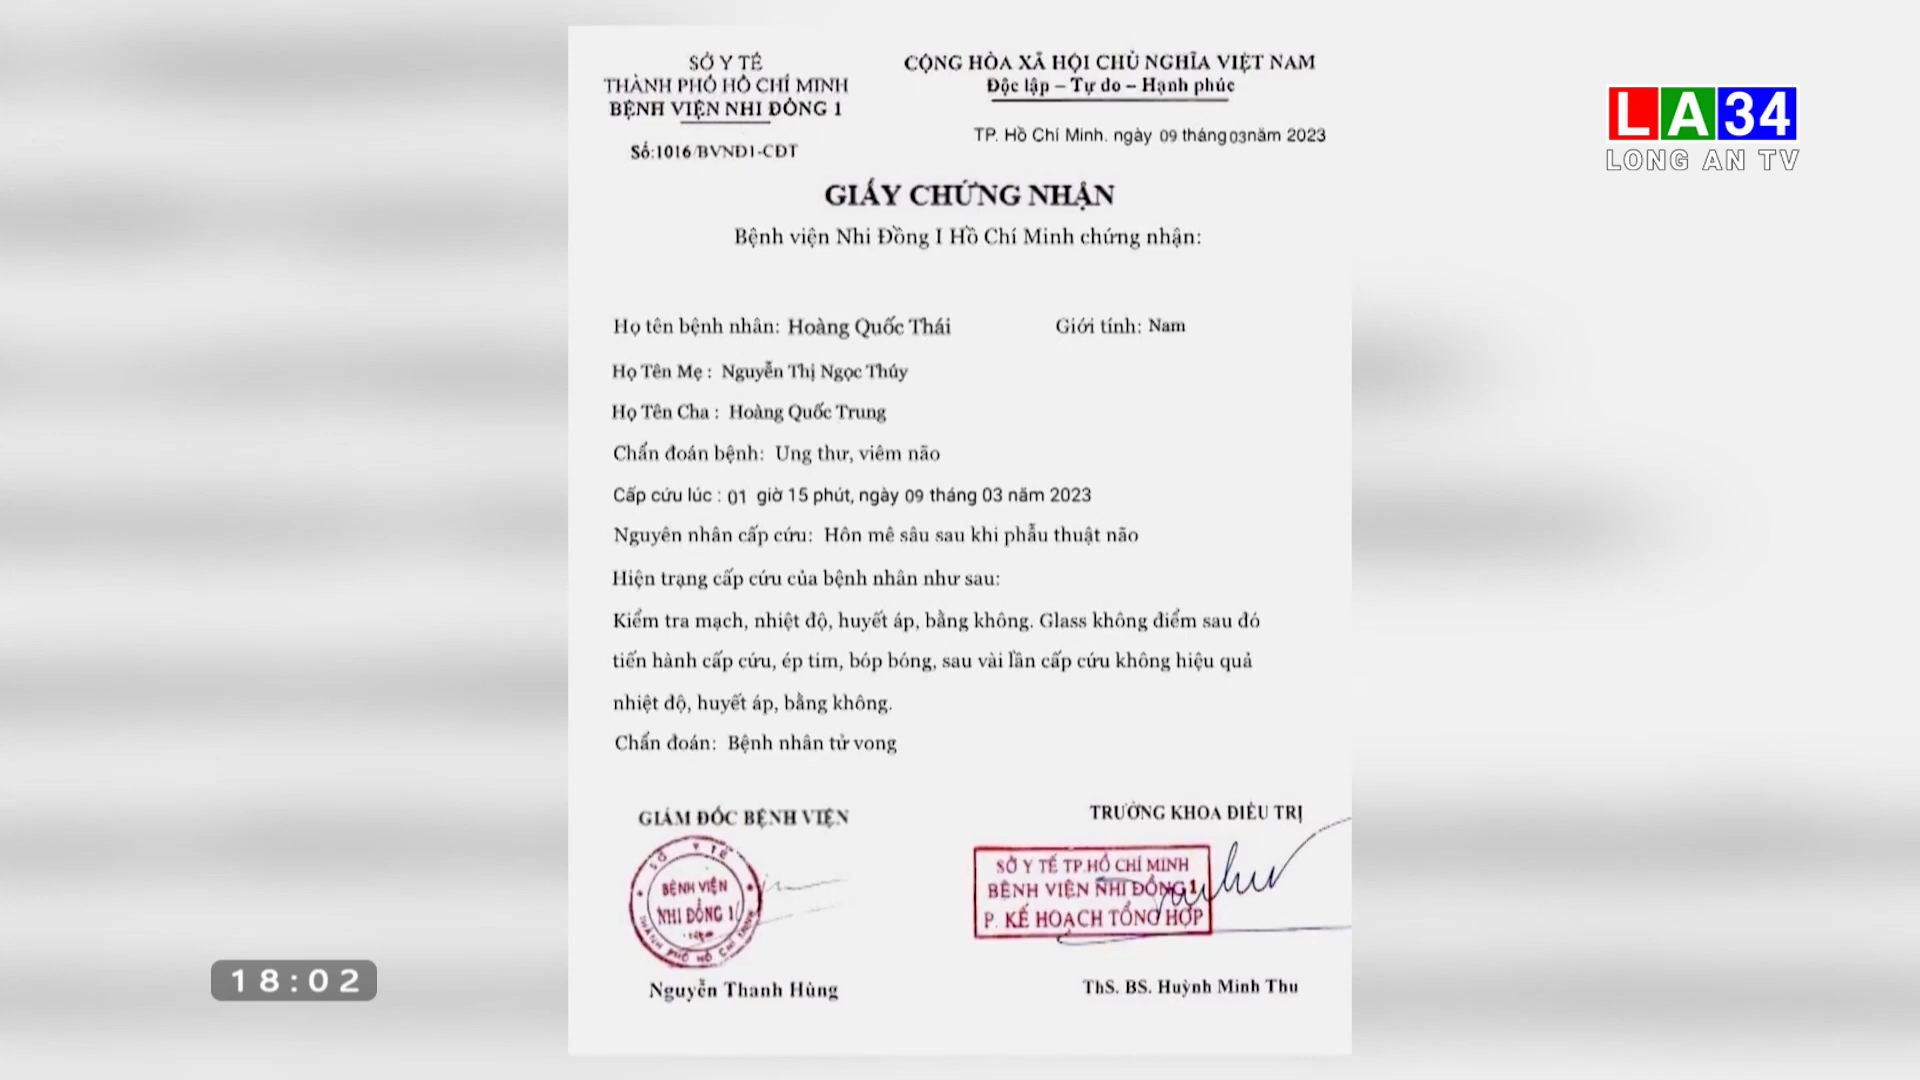 SỞ Y TẾ
THÀNH PHỐ HỒ CHÍ MINH
BỆNH VIỆN NHI ĐỒNG 1
Số:1016/BVNĐ1-CĐT
CỘNG HÒA XÃ HỘI CHỦ NGHĨA VIỆT NAM
Độc lập – Tự do – Hạnh phúc
TP. Hồ Chí Minh. ngày 09 tháng 03 năm 2023
LA34
LONG AN TV
GIẤY CHỨNG NHẬN
Bệnh viện Nhi Đồng I Hồ Chí Minh chứng nhận:
Họ tên bệnh nhân: Hoàng Quốc Thái Giới tính: Nam
Họ Tên Mẹ : Nguyễn Thị Ngọc Thúy
Họ Tên Cha : Hoàng Quốc Trung
Chẩn đoán bệnh: Ung thư, viêm não
Cấp cứu lúc : 01 giờ 15 phút, ngày 09 tháng 03 năm 2023
Nguyên nhân cấp cứu: Hôn mê sâu sau khi phẫu thuật não
Hiện trạng cấp cứu của bệnh nhân như sau:
Kiểm tra mạch, nhiệt độ, huyết áp, bằng không. Glass không điểm sau đó
tiến hành cấp cứu, ép tim, bóp bóng, sau vài lần cấp cứu không hiệu quả
nhiệt độ, huyết áp, bằng không.
Chẩn đoán: Bệnh nhân tử vong
GIÁM ĐỐC BỆNH VIỆN
SỞ Y TẾ
BỆNH VIỆN
NHI ĐỒNG 1
THÀNH PHỐ HỒ CHÍ MINH
Nguyễn Thanh Hùng
TRƯỞNG KHOA ĐIỀU TRỊ
SỞ Y TẾ TP.HỒ CHÍ MINH
BỆNH VIỆN NHI ĐỒNG 1
P. KẾ HOẠCH TỔNG HỢP
ThS. BS. Huỳnh Minh Thu
18:02